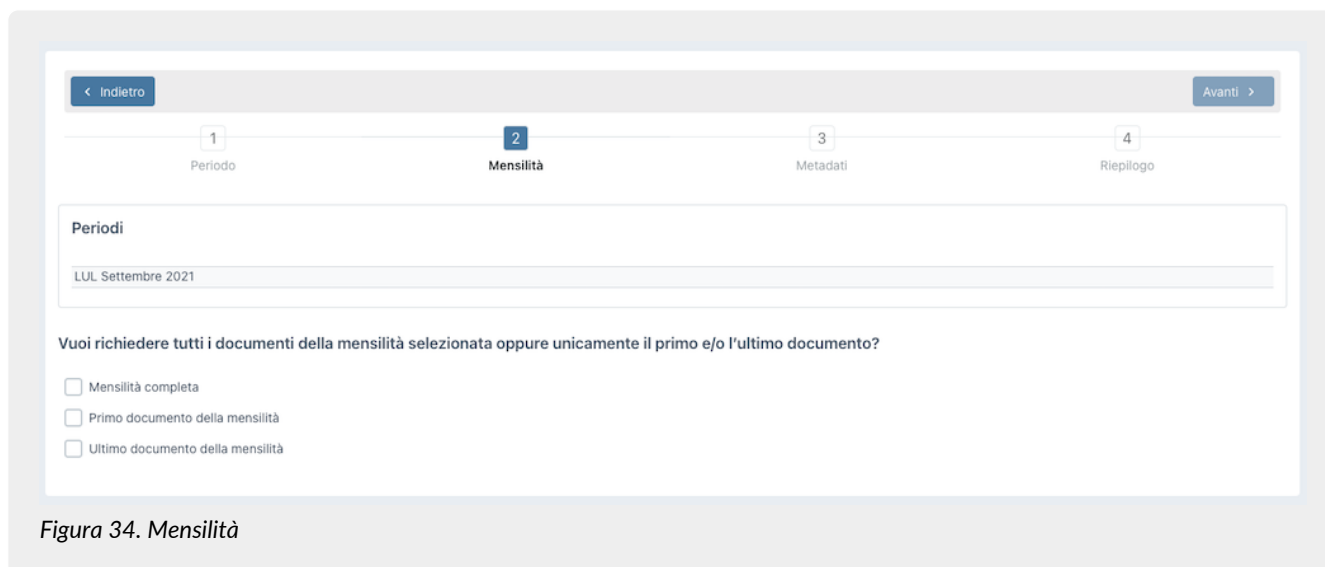 Indietro
Avanti
1
Periodo
2
Mensilità
3
Metadati
4
Riepilogo
Periodi
LUL Settembre 2021
Vuoi richiedere tutti i documenti della mensilità selezionata oppure unicamente il primo e/o l'ultimo documento?
Mensilità completa
Primo documento della mensilità
Ultimo documento della mensilità
Figura 34. Mensilità